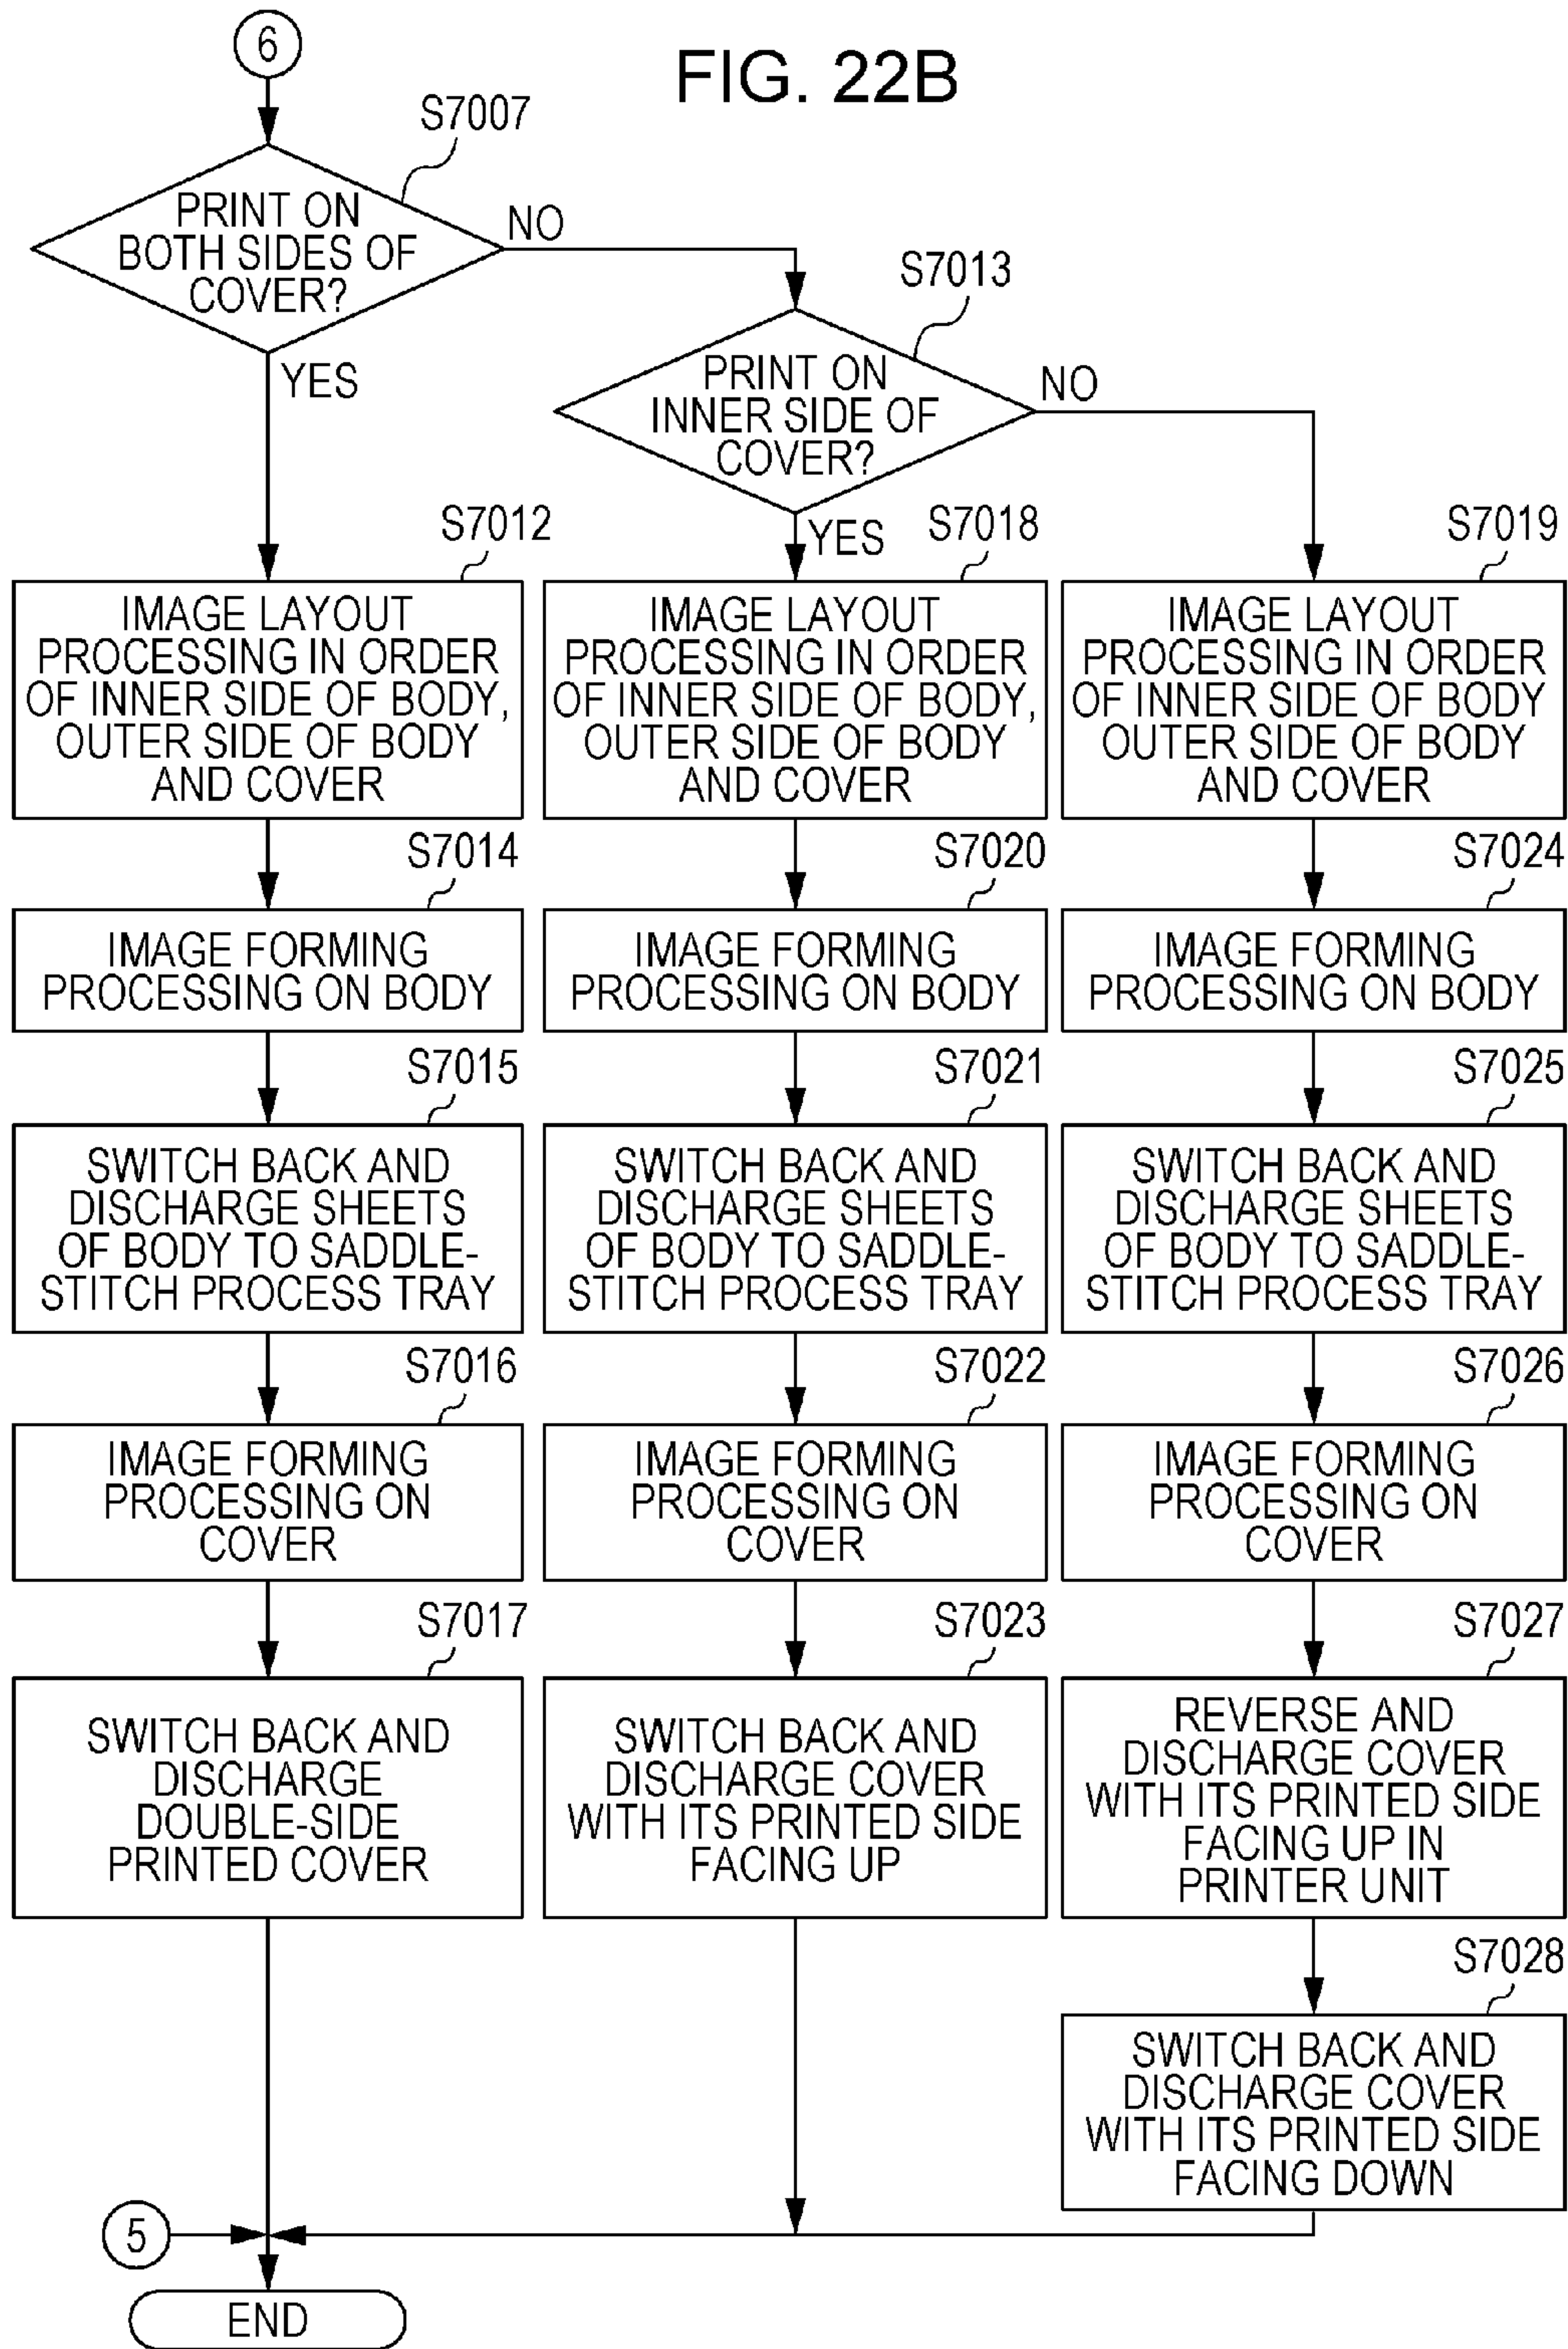 6
FIG. 22B
S7007
PRINT ON
BOTH SIDES OF
COVER?
NO
YES
S7013
PRINT ON
INNER SIDE OF
COVER?
NO
YES
S7012
IMAGE LAYOUT
PROCESSING IN ORDER
OF INNER SIDE OF BODY,
OUTER SIDE OF BODY
AND COVER
S7014
IMAGE FORMING
PROCESSING ON BODY
S7015
SWITCH BACK AND
DISCHARGE SHEETS
OF BODY TO SADDLE-
STITCH PROCESS TRAY
S7016
IMAGE FORMING
PROCESSING ON
COVER
S7017
SWITCH BACK AND
DISCHARGE
DOUBLE-SIDE
PRINTED COVER
S7018
IMAGE LAYOUT
PROCESSING IN ORDER
OF INNER SIDE OF BODY,
OUTER SIDE OF BODY
AND COVER
S7020
IMAGE FORMING
PROCESSING ON BODY
S7021
SWITCH BACK AND
DISCHARGE SHEETS
OF BODY TO SADDLE-
STITCH PROCESS TRAY
S7022
IMAGE FORMING
PROCESSING ON
COVER
S7023
SWITCH BACK AND
DISCHARGE COVER
WITH ITS PRINTED SIDE
FACING UP
S7019
IMAGE LAYOUT
PROCESSING IN ORDER
OF INNER SIDE OF BODY
OUTER SIDE OF BODY
AND COVER
S7024
IMAGE FORMING
PROCESSING ON BODY
S7025
SWITCH BACK AND
DISCHARGE SHEETS
OF BODY TO SADDLE-
STITCH PROCESS TRAY
S7026
IMAGE FORMING
PROCESSING ON
COVER
S7027
REVERSE AND
DISCHARGE COVER
WITH ITS PRINTED SIDE
FACING UP IN
PRINTER UNIT
S7028
SWITCH BACK AND
DISCHARGE COVER
WITH ITS PRINTED SIDE
FACING DOWN
5
END